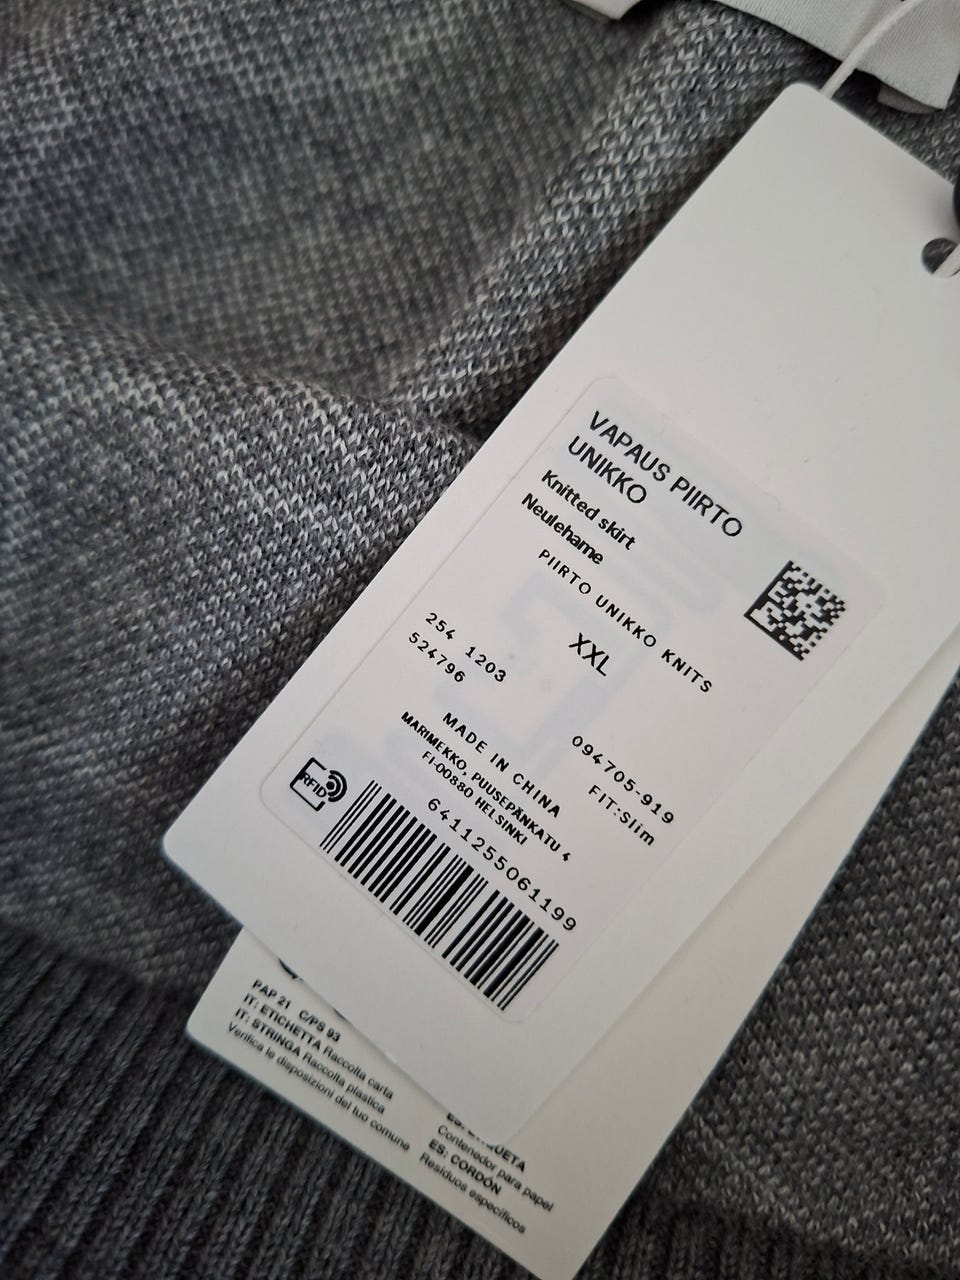 VAPAUS PIIRTO
UNIKKO
Knitted skirt
Neulehame
PIIRTO UNIKKO KNITS
XXL
254 1203
524796
094705-919
FIT:Slim
MADE IN CHINA
MARIMEKKO, PUUSEPÄNKATU 4
FI-00880 HELSINKI
RFID
6411255061199
PAP 21 C/PS 93
IT: ETICHETTA Raccolta carta
IT: STRINGA Raccolta plastica
Verifica le disposizioni del tuo comune
Contenedor para papel
ES: CORDÓN
Residuos específicos